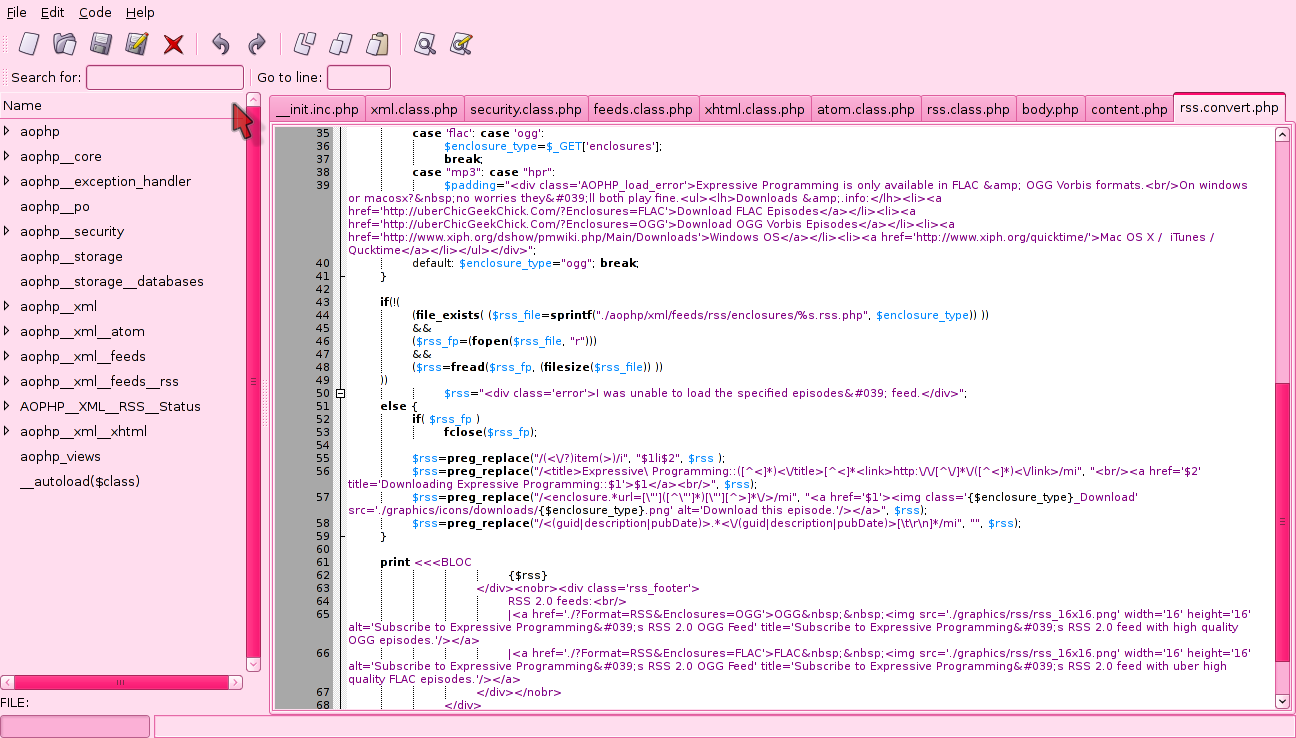 File Edit Code Help
Search for: Go to line:
Name
aophp
aophp__core
aophp__exception_handler
aophp__po
aophp__security
aophp__storage
aophp__storage__databases
aophp__xml
aophp__xml__atom
aophp__xml__feeds
aophp__xml__feeds__rss
AOPHP__XML__RSS__Status
aophp__xml__xhtml
aophp_views
__autoload($class)
FILE:
__init.inc.php xml.class.php security.class.php feeds.class.php xhtml.class.php atom.class.php rss.class.php body.php content.php rss.convert.php
35 case 'flac': case 'ogg':
36 $enclosure_type=$_GET['enclosures'];
37 break;
38 case "mp3": case "hpr":
39 $padding="<div class='AOPHP_load_error'>Expressive Programming is only available in FLAC &amp; OGG Vorbis formats.<br/>On windows
or macosx?&nbsp;no worries they&#039;ll both play fine.<ul><lh>Downloads &amp;.info:</lh><li><a
href='http://uberChicGeekChick.Com/?Enclosures=FLAC'>Download FLAC Episodes</a></li><li><a
href='http://uberChicGeekChick.Com/?Enclosures=OGG'>Download OGG Vorbis Episodes</a></li><li><a
href='http://www.xiph.org/dshow/pmwiki.php/Main/Downloads'>Windows OS</a></li><li><a href='http://www.xiph.org/quicktime/'>Mac OS X / iTunes /
Qucktime</a></li></ul></div>";
40 default: $enclosure_type="ogg"; break;
41 }
42
43 if(!(
44 (file_exists( ($rss_file=sprintf("./aophp/xml/feeds/rss/enclosures/%s.rss.php", $enclosure_type)) ))
45 &&
46 ($rss_fp=(fopen($rss_file, "r")))
47 &&
48 ($rss=fread($rss_fp, (filesize($rss_file)) ))
49 ))
50 $rss="<div class='error'>I was unable to load the specified episodes&#039; feed.</div>";
51 else {
52 if( $rss_fp )
53 fclose($rss_fp);
54
55 $rss=preg_replace("/(<\/?)item(>)/i", "$1li$2", $rss );
56 $rss=preg_replace("/<title>Expressive\ Programming::([^<]*)<\/title>[^<]*<link>http:\/\/[^\/]*\/([^<]*)<\/link>/mi", "<br/><a href='$2'
title='Downloading Expressive Programming::$1'>$1</a><br/>", $rss);
57 $rss=preg_replace("/<enclosure.*url=[\"']([^\"']*)[\"'][^>]*\/>/mi", "<a href='$1'><img class='{$enclosure_type}_Download'
src='./graphics/icons/downloads/{$enclosure_type}.png' alt='Download this episode.'/></a>", $rss);
58 $rss=preg_replace("/<(guid|description|pubDate)>.*<\/(guid|description|pubDate)>[\t\r\n]*/mi", "", $rss);
59 }
60
61 print <<<BLOC
62 {$rss}
63 </div><nobr><div class='rss_footer'>
64 RSS 2.0 feeds:<br/>
65 |<a href='./?Format=RSS&Enclosures=OGG'>OGG&nbsp;&nbsp;<img src='./graphics/rss/rss_16x16.png' width='16' height='16'
alt='Subscribe to Expressive Programming&#039;s RSS 2.0 OGG Feed' title='Subscribe to Expressive Programming&#039;s RSS 2.0 feed with high quality
OGG episodes.'/></a>
66 |<a href='./?Format=RSS&Enclosures=FLAC'>FLAC&nbsp;&nbsp;<img src='./graphics/rss/rss_16x16.png' width='16' height='16'
alt='Subscribe to Expressive Programming&#039;s RSS 2.0 OGG Feed' title='Subscribe to Expressive Programming&#039;s RSS 2.0 feed with uber high
quality FLAC episodes.'/></a>
67 </div></nobr>
68 </div>